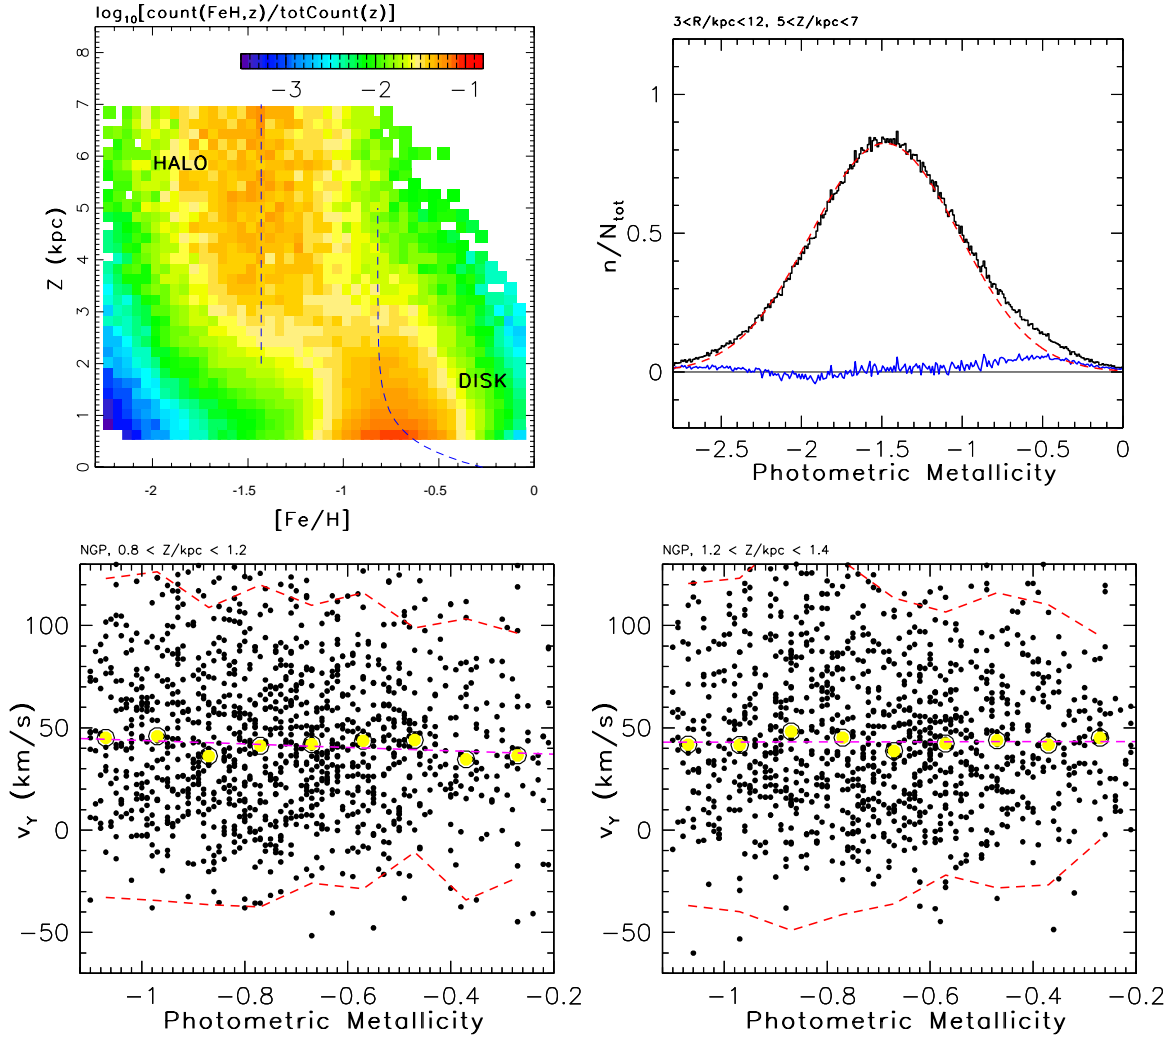 log10[count(FeH,z)/totCount(z)]
8
7
6
5
4
3
2
1
0
Z (kpc)
−3 −2 −1
HALO
DISK
-2 -1.5 -1 -0.5 0
[Fe/H]
3<R/kpc<12, 5<Z/kpc<7
1
0.5
0
n/Ntot
−2.5 −2 −1.5 −1 −0.5 0
Photometric Metallicity
NGP, 0.8 < Z/kpc < 1.2
100
50
0
−50
vY (km/s)
−1 −0.8 −0.6 −0.4 −0.2
Photometric Metallicity
NGP, 1.2 < Z/kpc < 1.4
100
50
0
−50
vY (km/s)
−1 −0.8 −0.6 −0.4 −0.2
Photometric Metallicity